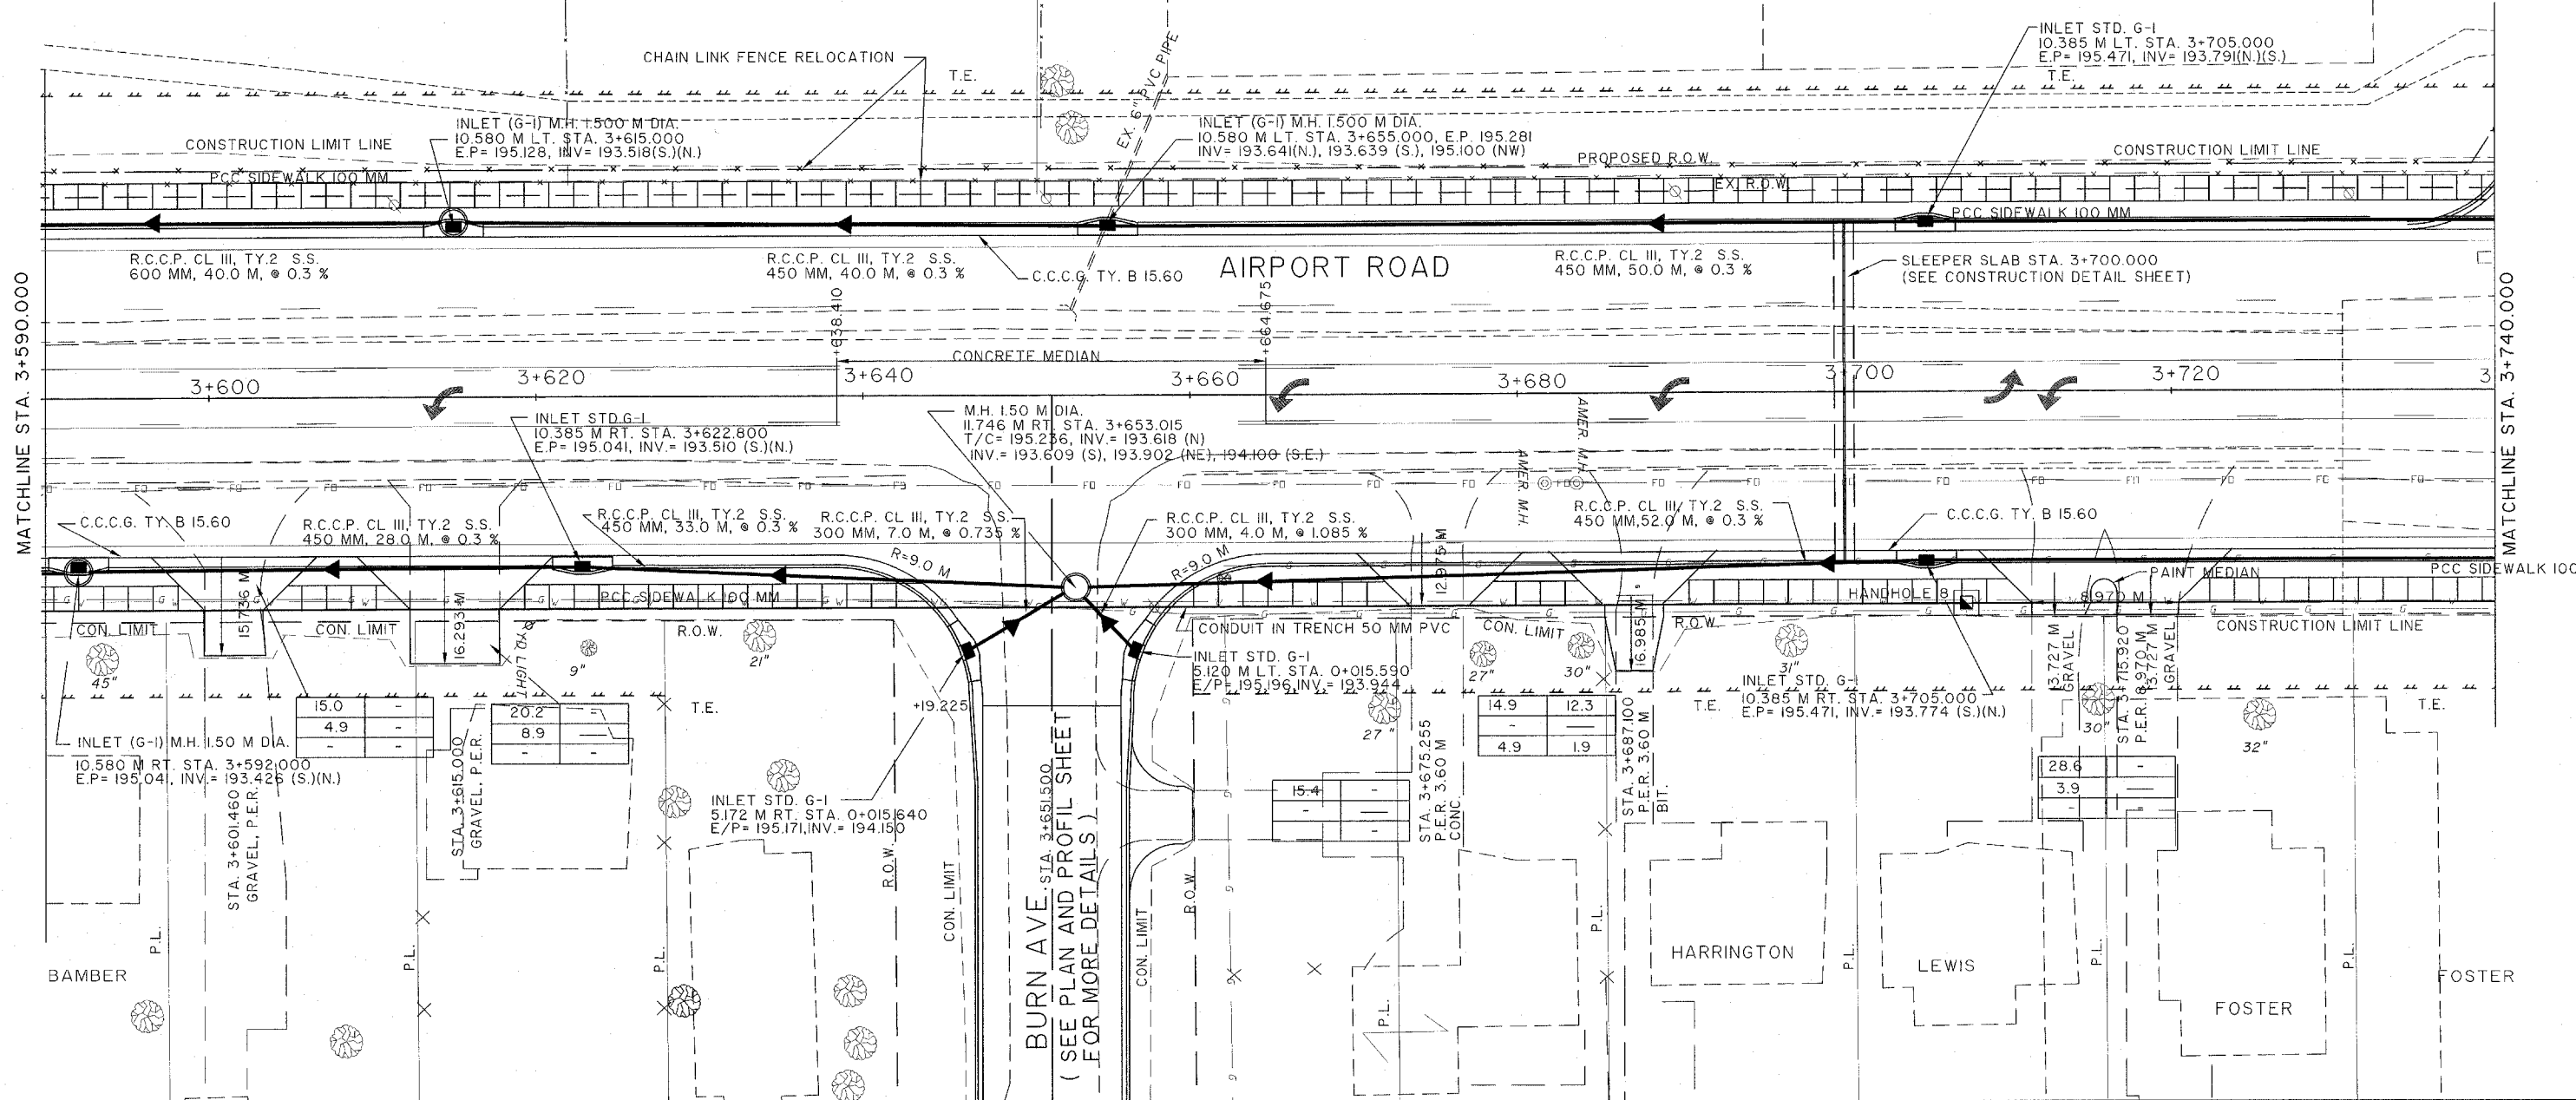 INLET STD. G-1
10.385 M LT. STA. 3+705.000
E.P= 195.471, INV= 193.791(N.)(S.)
T.E.
CHAIN LINK FENCE RELOCATION
T.E.
EX. 6" PVC PIPE
INLET (G-1) M.H. 1.500 M DIA.
10.580 M LT. STA. 3+615.000
E.P= 195.128, INV= 193.518(S.)(N.)
INLET (G-1) M.H. 1.500 M DIA.
10.580 M LT. STA. 3+655.000, E.P. 195.281
INV= 193.641(N.), 193.639 (S.), 195.100 (NW)
CONSTRUCTION LIMIT LINE
PROPOSED R.O.W.
CONSTRUCTION LIMIT LINE
PCC SIDEWALK 100 MM
EX. R.O.W.
PCC SIDEWALK 100 MM
R.C.C.P. CL III, TY.2 S.S.
600 MM, 40.0 M, @ 0.3 %
R.C.C.P. CL III, TY.2 S.S.
450 MM, 40.0 M, @ 0.3 %
C.C.C.G. TY. B 15.60
AIRPORT ROAD
R.C.C.P. CL III, TY.2 S.S.
450 MM, 50.0 M, @ 0.3 %
SLEEPER SLAB STA. 3+700.000
(SEE CONSTRUCTION DETAIL SHEET)
MATCHLINE STA. 3+590.000
MATCHLINE STA. 3+740.000
+638.410
+664.675
CONCRETE MEDIAN
3+600
3+620
3+640
3+660
3+680
3+700
3+720
3
INLET STD.G-1
10.385 M RT. STA. 3+622.800
E.P= 195.041, INV.= 193.510 (S.)(N.)
M.H. 1.50 M DIA.
11.746 M RT. STA. 3+653.015
T/C= 195.236, INV.= 193.618 (N)
INV.= 193.609 (S), 193.902 (NE), 194.100 (S.E.)
AMER. M.H.
AMER. M.H.
FO FO FO FO FO FO FO FO FO FO FO FO FO FO FO FO FO FO FO FO
C.C.C.G. TY. B 15.60
R.C.C.P. CL III, TY.2 S.S.
450 MM, 28.0 M, @ 0.3 %
R.C.C.P. CL III, TY.2 S.S.
450 MM, 33.0 M, @ 0.3 %
R.C.C.P. CL III, TY.2 S.S.
300 MM, 7.0 M, @ 0.735 %
R.C.C.P. CL III, TY.2 S.S.
300 MM, 4.0 M, @ 1.085 %
R.C.C.P. CL III, TY.2 S.S.
450 MM,52.0 M, @ 0.3 %
C.C.C.G. TY. B 15.60
R=9.0 M
R=9.0 M
PCC SIDEWALK 100 MM
PAINT MEDIAN
PCC SIDEWALK 100
HANDHOLE 8
8.970 M
15.736 M
16.293 M
16.985 M
CON. LIMIT
CON. LIMIT
R.O.W.
CONDUIT IN TRENCH 50 MM PVC
CON. LIMIT
R.O.W.
CONSTRUCTION LIMIT LINE
YD. LIGHT
45"
9"
21"
27"
30"
31"
27"
30"
32"
INLET STD. G-1
5.120 M LT. STA. 0+015.590
E/P= 195.196,INV= 193.944
INLET STD. G-1
10.385 M RT. STA. 3+705.000
E.P= 195.471, INV.= 193.774 (S.)(N.)
13.727 M
GRAVEL
STA. 3+715.920
P.E.R. 8.970 M
13.727 M
GRAVEL
15.0 -
4.9 -
- -
20.2 -
8.9
- -
+19.225
T.E.
14.9 12.3
-
4.9 1.9
T.E.
T.E.
INLET (G-1) M.H. 1.50 M DIA.
10.580 M RT. STA. 3+592.000
E.P= 195.041, INV.= 193.426 (S.)(N.)
STA. 3+601.460
GRAVEL, P.E.R.
STA. 3+615.000
GRAVEL, P.E.R.
INLET STD. G-1
5.172 M RT. STA. 0+015.640
E/P= 195.171,INV.= 194.150
15.4 -
-
-
STA. 3+675.255
P.E.R. 3.60 M
CONC.
STA. 3+687.100
P.E.R. 3.60 M
BIT.
28.6 -
3.9
- -
BURN AVE. STA. 3+651.500
( SEE PLAN AND PROFIL SHEET
FOR MORE DETAILS )
R.O.W.
CON. LIMIT
CON. LIMIT
R.O.W.
P.L.
P.L.
P.L.
P.L.
P.L.
P.L.
P.L.
P.L.
BAMBER
HARRINGTON
LEWIS
FOSTER
FOSTER